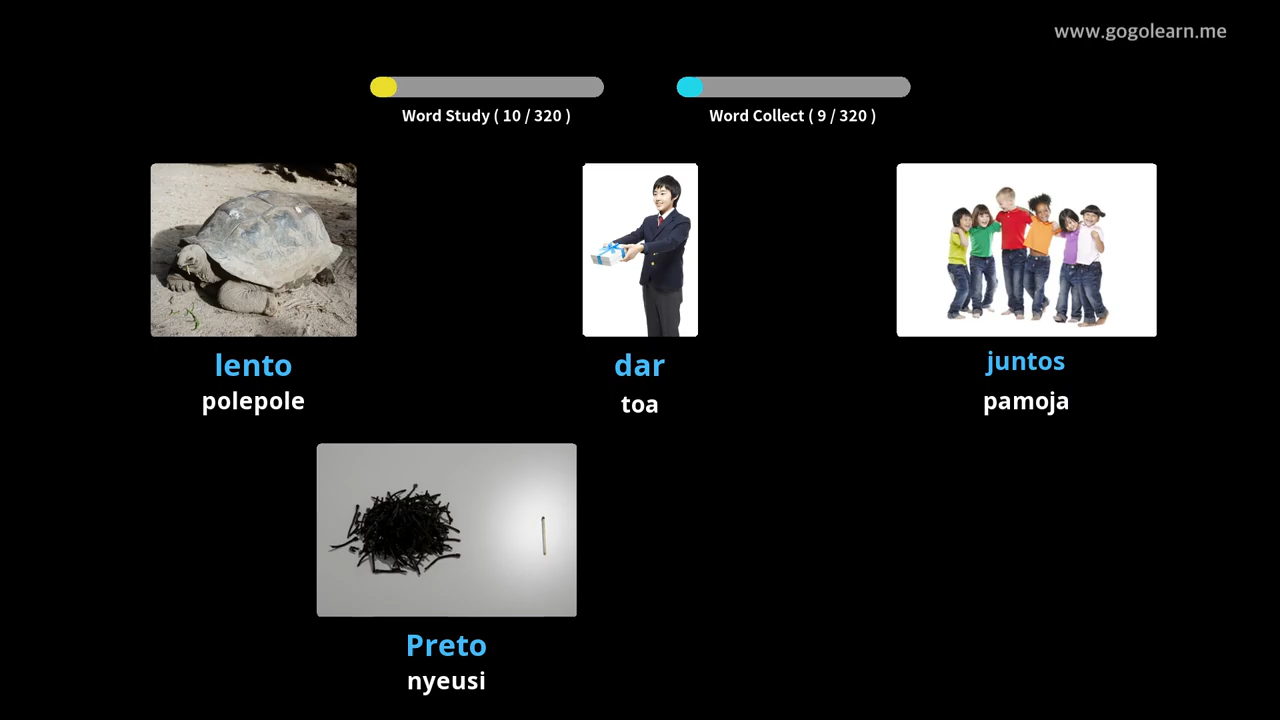 www.gogolearn.me
Word Study ( 10 / 320 )
Word Collect ( 9 / 320 )
lento
polepole
dar
toa
juntos
pamoja
Preto
nyeusi